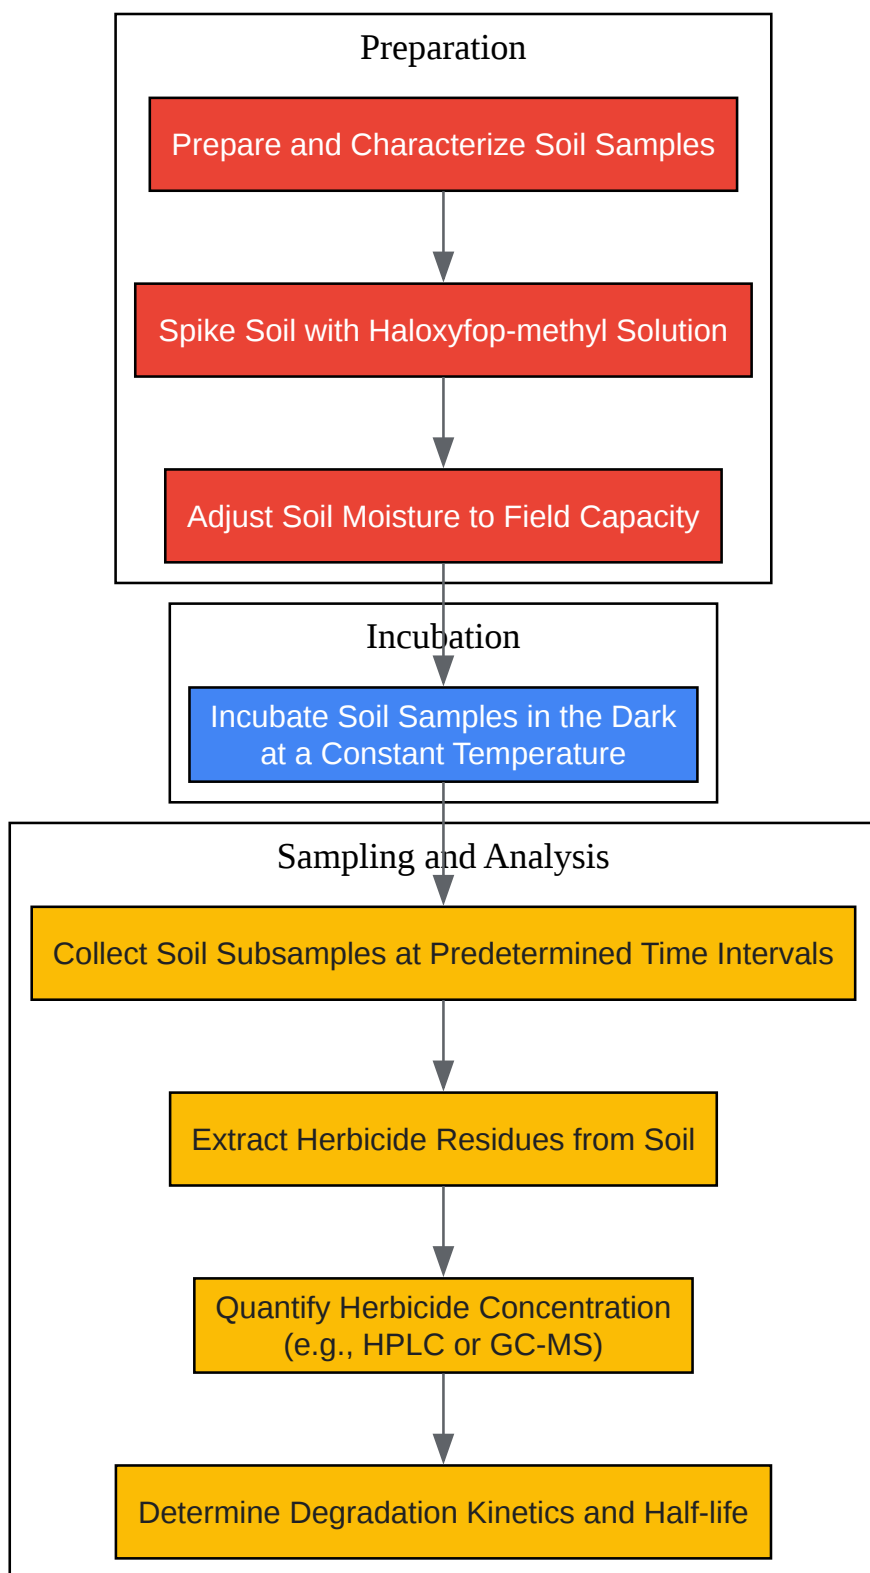 Preparation
Prepare and Characterize Soil Samples
Spike Soil with Haloxyfop-methyl Solution
Adjust Soil Moisture to Field Capacity
Incubation
Incubate Soil Samples in the Dark
at a Constant Temperature
Sampling and Analysis
Collect Soil Subsamples at Predetermined Time Intervals
Extract Herbicide Residues from Soil
Quantify Herbicide Concentration
(e.g., HPLC or GC-MS)
Determine Degradation Kinetics and Half-life